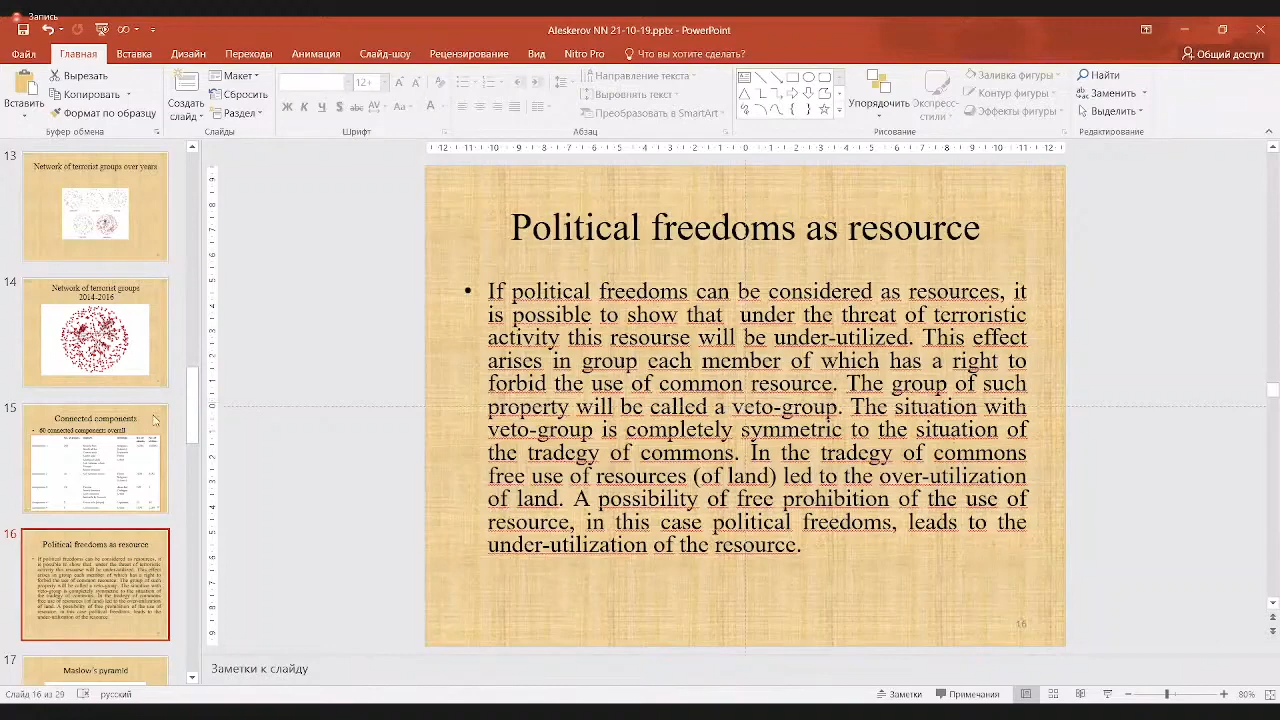 Запись
Aleskerov NN 21-10-19.pptx - PowerPoint
Файл Главная Вставка Дизайн Переходы Анимация Слайд-шоу Рецензирование Вид Nitro Pro Что вы хотите сделать? Общий доступ
Вставить
Вырезать
Копировать
Формат по образцу
Буфер обмена
Создать слайд
Макет
Сбросить
Раздел
Слайды
12
Ж К Ч S abc AV Aa A
Шрифт
Направление текста
Выровнять текст
Преобразовать в SmartArt
Абзац
Упорядочить
Экспресс-стили
Заливка фигуры
Контур фигуры
Эффекты фигуры
Рисование
Найти
Заменить
Выделить
Редактирование
13
Network of terrorist groups over years
14
Network of terrorist groups
2014-2016
15
Connected components
• 60 connected components overall
16
Political freedoms as resource
17
Maslow's pyramid
Political freedoms as resource
• If political freedoms can be considered as resources, it
is possible to show that under the threat of terroristic
activity this resourse will be under-utilized. This effect
arises in group each member of which has a right to
forbid the use of common resource. The group of such
property will be called a veto-group. The situation with
veto-group is completely symmetric to the situation of
the tradegy of commons. In the tradegy of commons
free use of resources (of land) led to the over-utilization
of land. A possibility of free prohibition of the use of
resource, in this case political freedoms, leads to the
under-utilization of the resource.
16
Заметки к слайду
Слайд 16 из 29 русский Заметки Примечания 80%